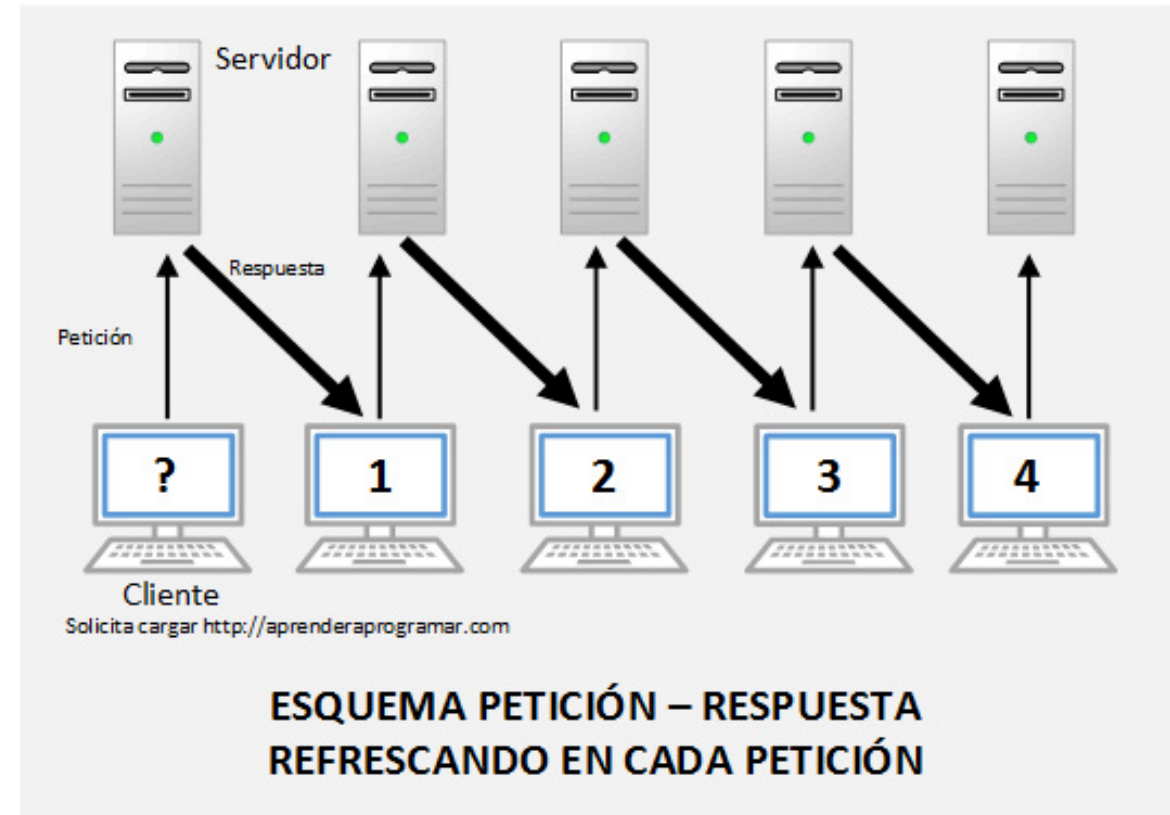 Servidor
Respuesta
Petición
? 1 2 3 4
Cliente
Solicita cargar http://aprenderaprogramar.com
ESQUEMA PETICIÓN – RESPUESTA
REFRESCANDO EN CADA PETICIÓN